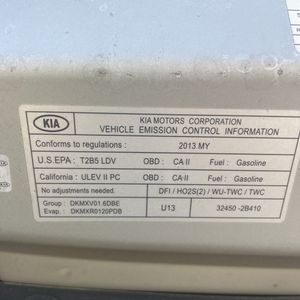 KIA
KIA MOTORS CORPORATION
VEHICLE EMISSION CONTROL INFORMATION
Conforms to regulations : 2013 MY
U.S.EPA : T2B5 LDV OBD : CA II Fuel : Gasoline
California : ULEV II PC OBD : CA II Fuel : Gasoline
No adjustments needed. DFI / HO2S(2) / WU-TWC / TWC
Group : DKMXV01.6DBE
Evap. : DKMXR0120PDB
U13
32450 -2B410